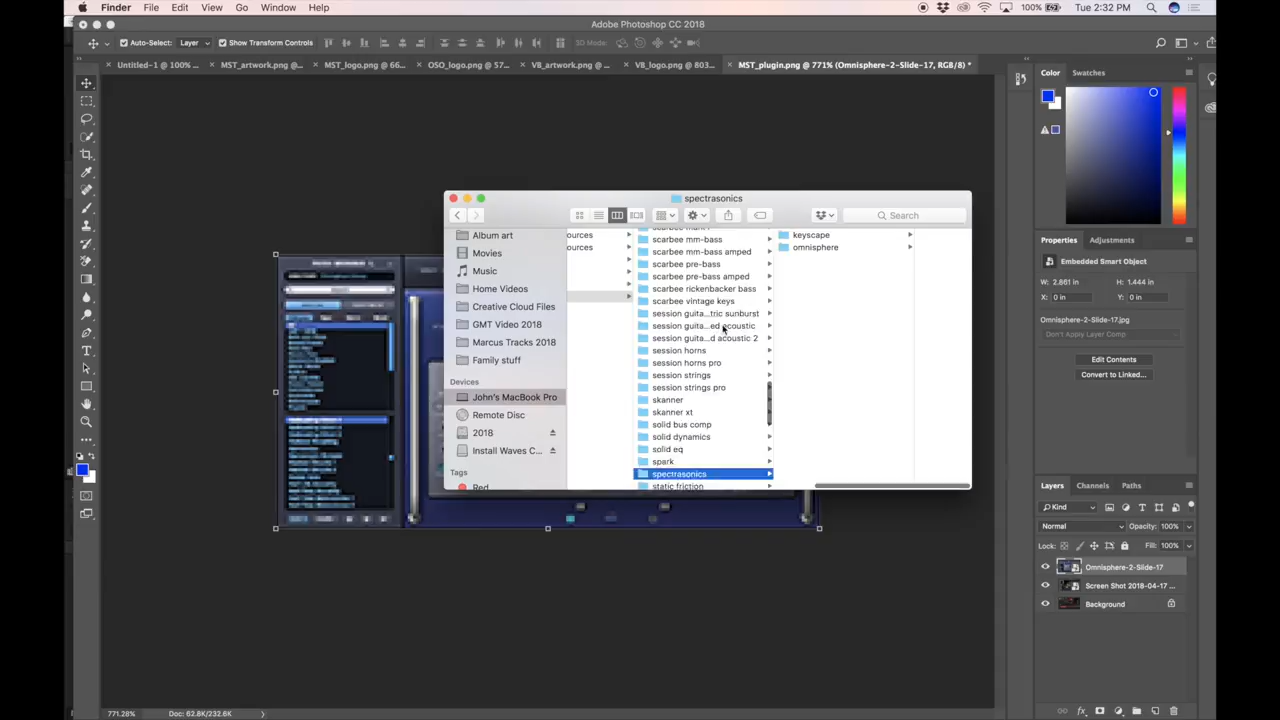 Finder File Edit View Go Window Help 100% Tue 2:32 PM
Adobe Photoshop CC 2018
Auto-Select: Layer Show Transform Controls 3D Mode:
Untitled-1 @ 100% ... MST_artwork.png @... MST_logo.png @ 66... OSO_logo.png @ 57... VB_artwork.png @ ... VB_logo.png @ 803... MST_plugin.png @ 771% (Omnisphere-2-Slide-17, RGB/8) *
Color Swatches
spectrasonics
Search
Album art
Movies
Music
Home Videos
Creative Cloud Files
GMT Video 2018
Marcus Tracks 2018
Family stuff
Devices
John's MacBook Pro
Remote Disc
2018
Install Waves C...
Tags
Red
ources
ources
scarbee mm-bass
scarbee mm-bass amped
scarbee pre-bass
scarbee pre-bass amped
scarbee rickenbacker bass
scarbee vintage keys
session guita...tric sunburst
session guita...ed acoustic
session guita...d acoustic 2
session horns
session horns pro
session strings
session strings pro
skanner
skanner xt
solid bus comp
solid dynamics
solid eq
spark
spectrasonics
static friction
keyscape
omnisphere
Properties Adjustments
Embedded Smart Object
W: 2.861 in H: 1.444 in
X: 0 in Y: 0 in
Omnisphere-2-Slide-17.jpg
Don't Apply Layer Comp
Edit Contents
Convert to Linked...
Layers Channels Paths
Kind
Normal Opacity: 100%
Lock: Fill: 100%
Omnisphere-2-Slide-17
Screen Shot 2018-04-17 ...
Background
771.28% Doc: 62.8K/232.6K